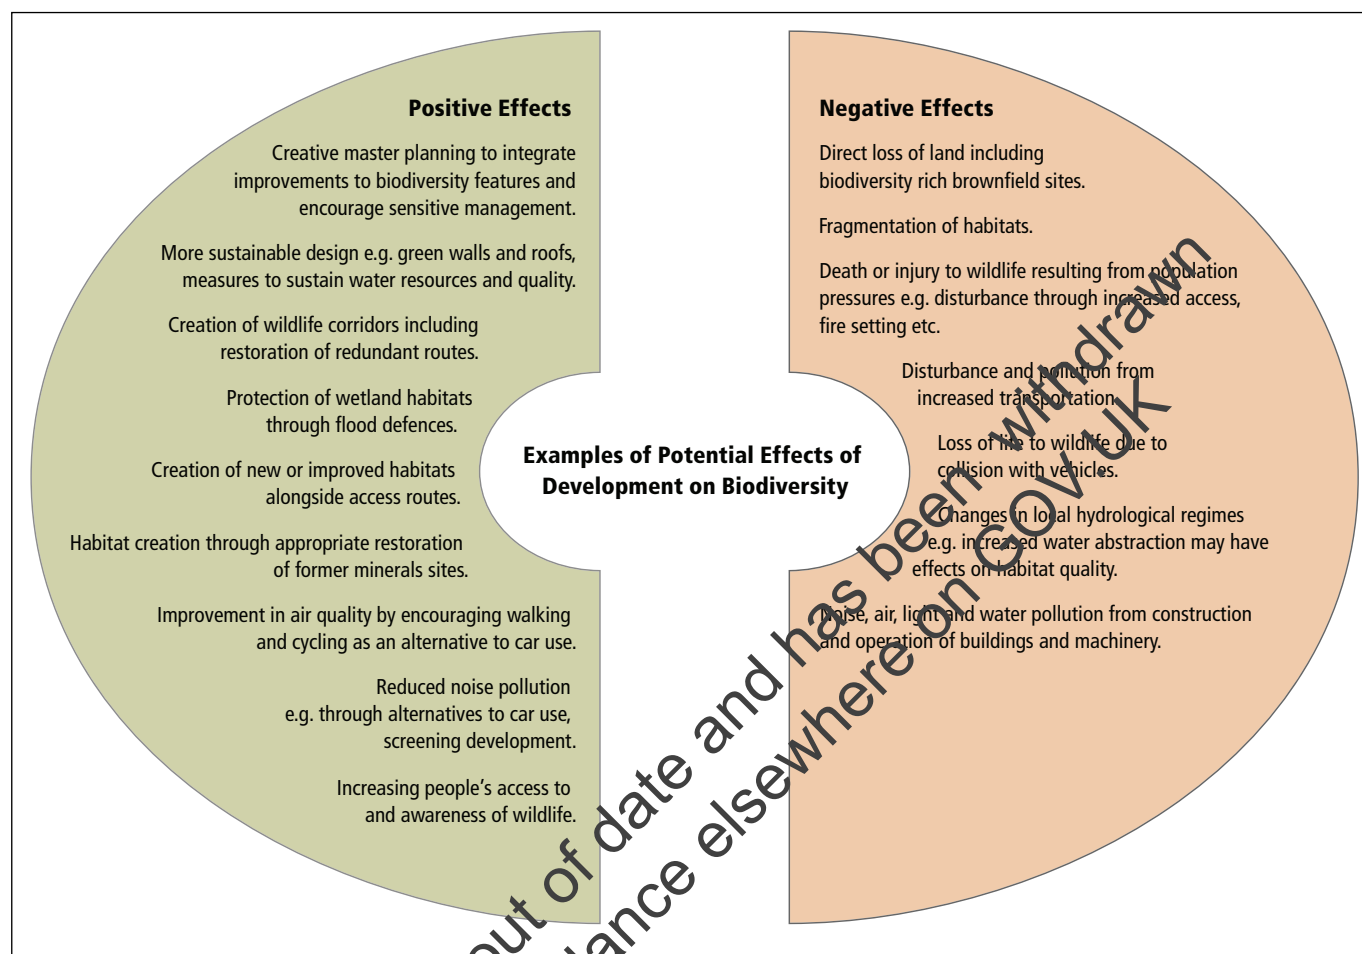 Positive Effects
Creative master planning to integrate
improvements to biodiversity features and
encourage sensitive management.
More sustainable design e.g. green walls and roofs,
measures to sustain water resources and quality.
Creation of wildlife corridors including
restoration of redundant routes.
Protection of wetland habitats
through flood defences.
Creation of new or improved habitats
alongside access routes.
Habitat creation through appropriate restoration
of former minerals sites.
Improvement in air quality by encouraging walking
and cycling as an alternative to car use.
Reduced noise pollution
e.g. through alternatives to car use,
screening development.
Increasing people’s access to
and awareness of wildlife.
Examples of Potential Effects of
Development on Biodiversity
Negative Effects
Direct loss of land including
biodiversity rich brownfield sites.
Fragmentation of habitats.
Death or injury to wildlife resulting from population
pressures e.g. disturbance through increased access,
fire setting etc.
Disturbance and pollution from
increased transportation
Loss of life to wildlife due to
collision with vehicles.
Changes in local hydrological regimes
e.g. increased water abstraction may have
effects on habitat quality.
Noise, air, light and water pollution from construction
and operation of buildings and machinery.
out of date and has been withdrawn
dance elsewhere on GOV.UK